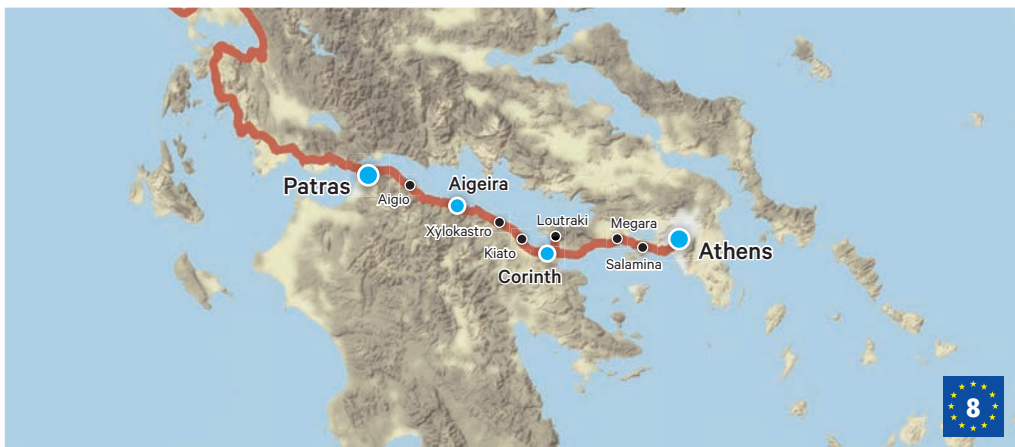 Patras
Aigio
Aigeira
Xylokastro
Kiato
Corinth
Loutraki
Megara
Salamina
Athens
8